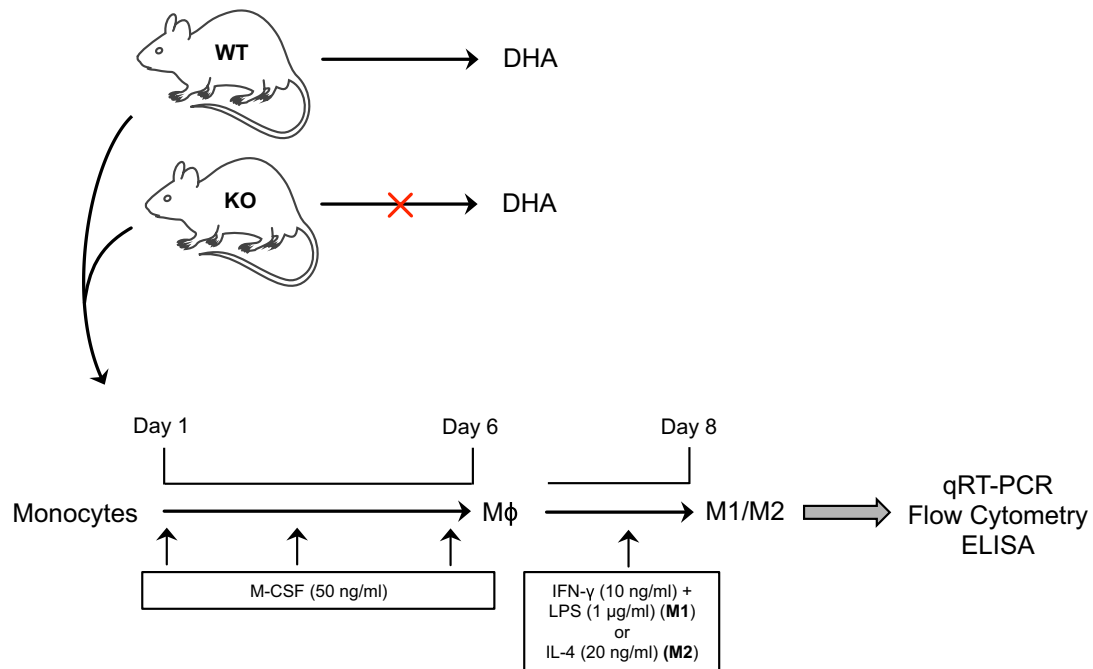 WT
DHA
KO
DHA
Day 1
Day 6
Day 8
Monocytes
Mϕ
M1/M2
qRT-PCR
Flow Cytometry
ELISA
M-CSF (50 ng/ml)
IFN-γ (10 ng/ml) +
LPS (1 μg/ml) (M1)
or
IL-4 (20 ng/ml) (M2)